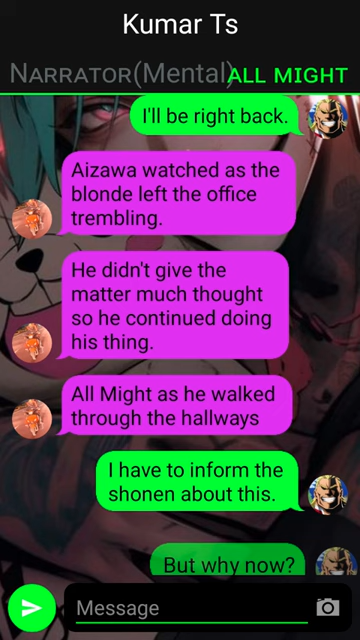 Kumar Ts
Narrator(Mental) ALL MIGHT
I'll be right back.
Aizawa watched as the
blonde left the office
trembling.
He didn't give the
matter much thought
so he continued doing
his thing.
All Might as he walked
through the hallways
I have to inform the
shonen about this.
But why now?
Message